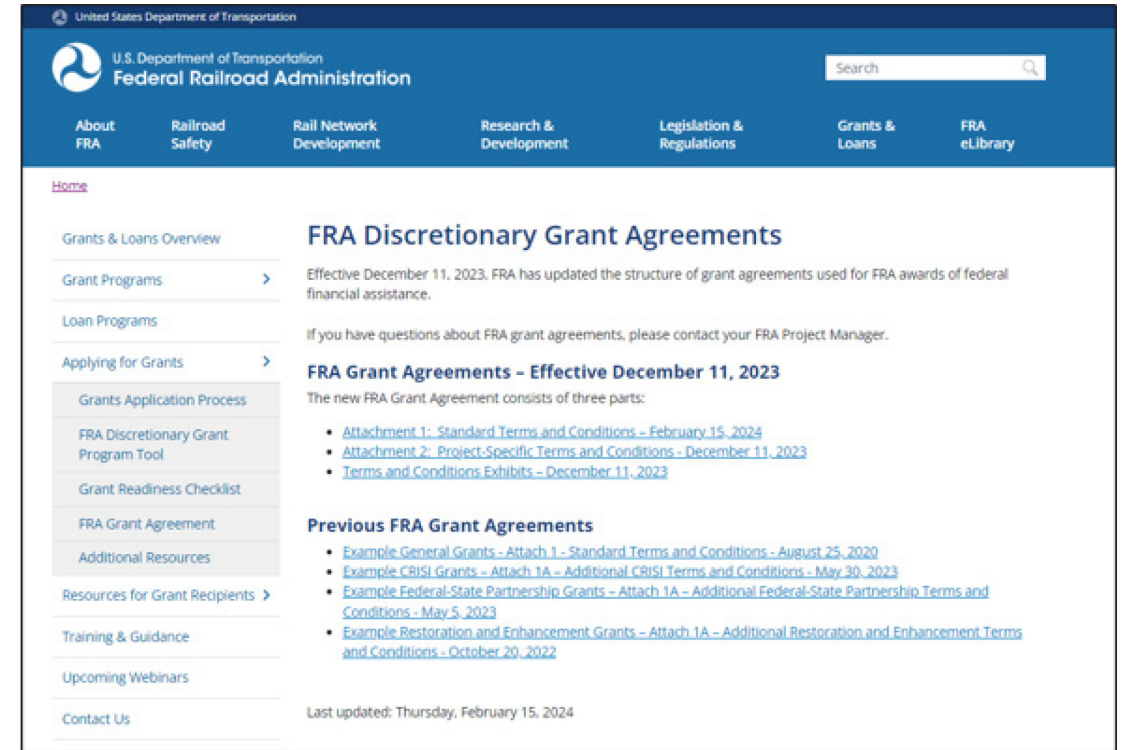 United States Department of Transportation
U.S. Department of Transportation
Federal Railroad Administration
Search
About FRA
Railroad Safety
Rail Network Development
Research & Development
Legislation & Regulations
Grants & Loans
FRA eLibrary
Home
Grants & Loans Overview
Grant Programs
Loan Programs
Applying for Grants
Grants Application Process
FRA Discretionary Grant
Program Tool
Grant Readiness Checklist
FRA Grant Agreement
Additional Resources
Resources for Grant Recipients
Training & Guidance
Upcoming Webinars
Contact Us
FRA Discretionary Grant Agreements
Effective December 11, 2023, FRA has updated the structure of grant agreements used for FRA awards of federal
financial assistance.
If you have questions about FRA grant agreements, please contact your FRA Project Manager.
FRA Grant Agreements – Effective December 11, 2023
The new FRA Grant Agreement consists of three parts:
• Attachment 1: Standard Terms and Conditions – February 15, 2024
• Attachment 2: Project-Specific Terms and Conditions - December 11, 2023
• Terms and Conditions Exhibits – December 11, 2023
Previous FRA Grant Agreements
• Example General Grants - Attach 1 - Standard Terms and Conditions - August 25, 2020
• Example CRISI Grants – Attach 1A – Additional CRISI Terms and Conditions - May 30, 2023
• Example Federal-State Partnership Grants – Attach 1A – Additional Federal-State Partnership Terms and
Conditions - May 5, 2023
• Example Restoration and Enhancement Grants – Attach 1A – Additional Restoration and Enhancement Terms
and Conditions - October 20, 2022
Last updated: Thursday, February 15, 2024